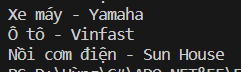 Xe máy - Yamaha
Ô tô - Vinfast
Nồi cơm điện - Sun House